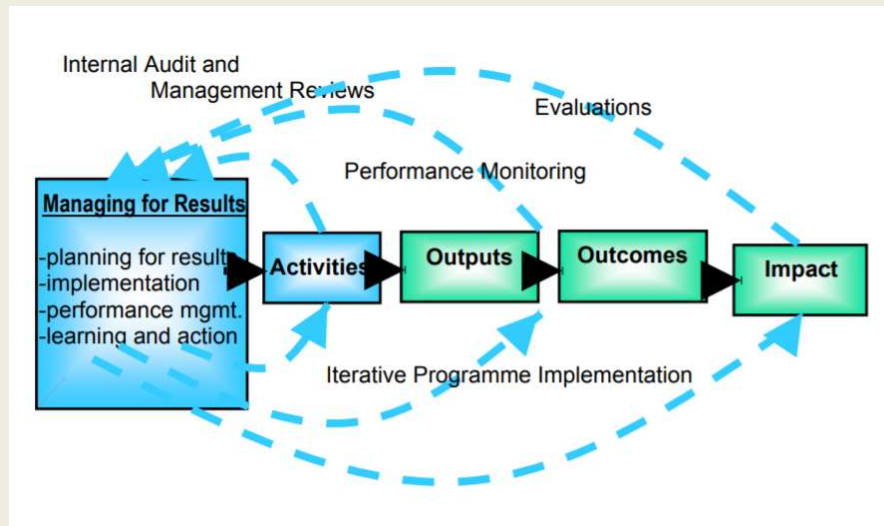 Internal Audit and
Management Reviews
Evaluations
Performance Monitoring
Managing for Results
-planning for results
-implementation
-performance mgmt.
-learning and action
Activities
Outputs
Outcomes
Impact
Iterative Programme Implementation